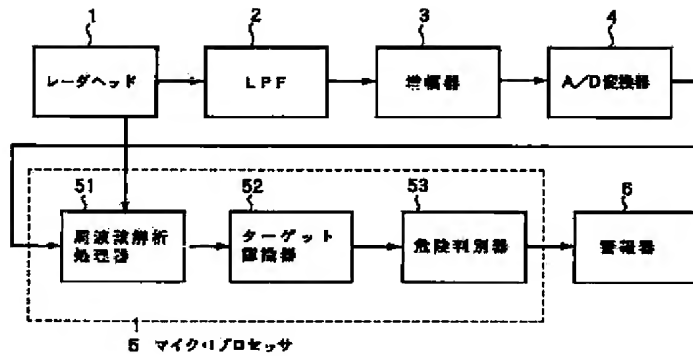 1
2
3
4
レーダヘッド
LPF
増幅器
A/D変換器
51
52
53
6
周波数解析
処理器
ターゲット
認識器
危険判別器
警報器
5 マイクロプロセッサ